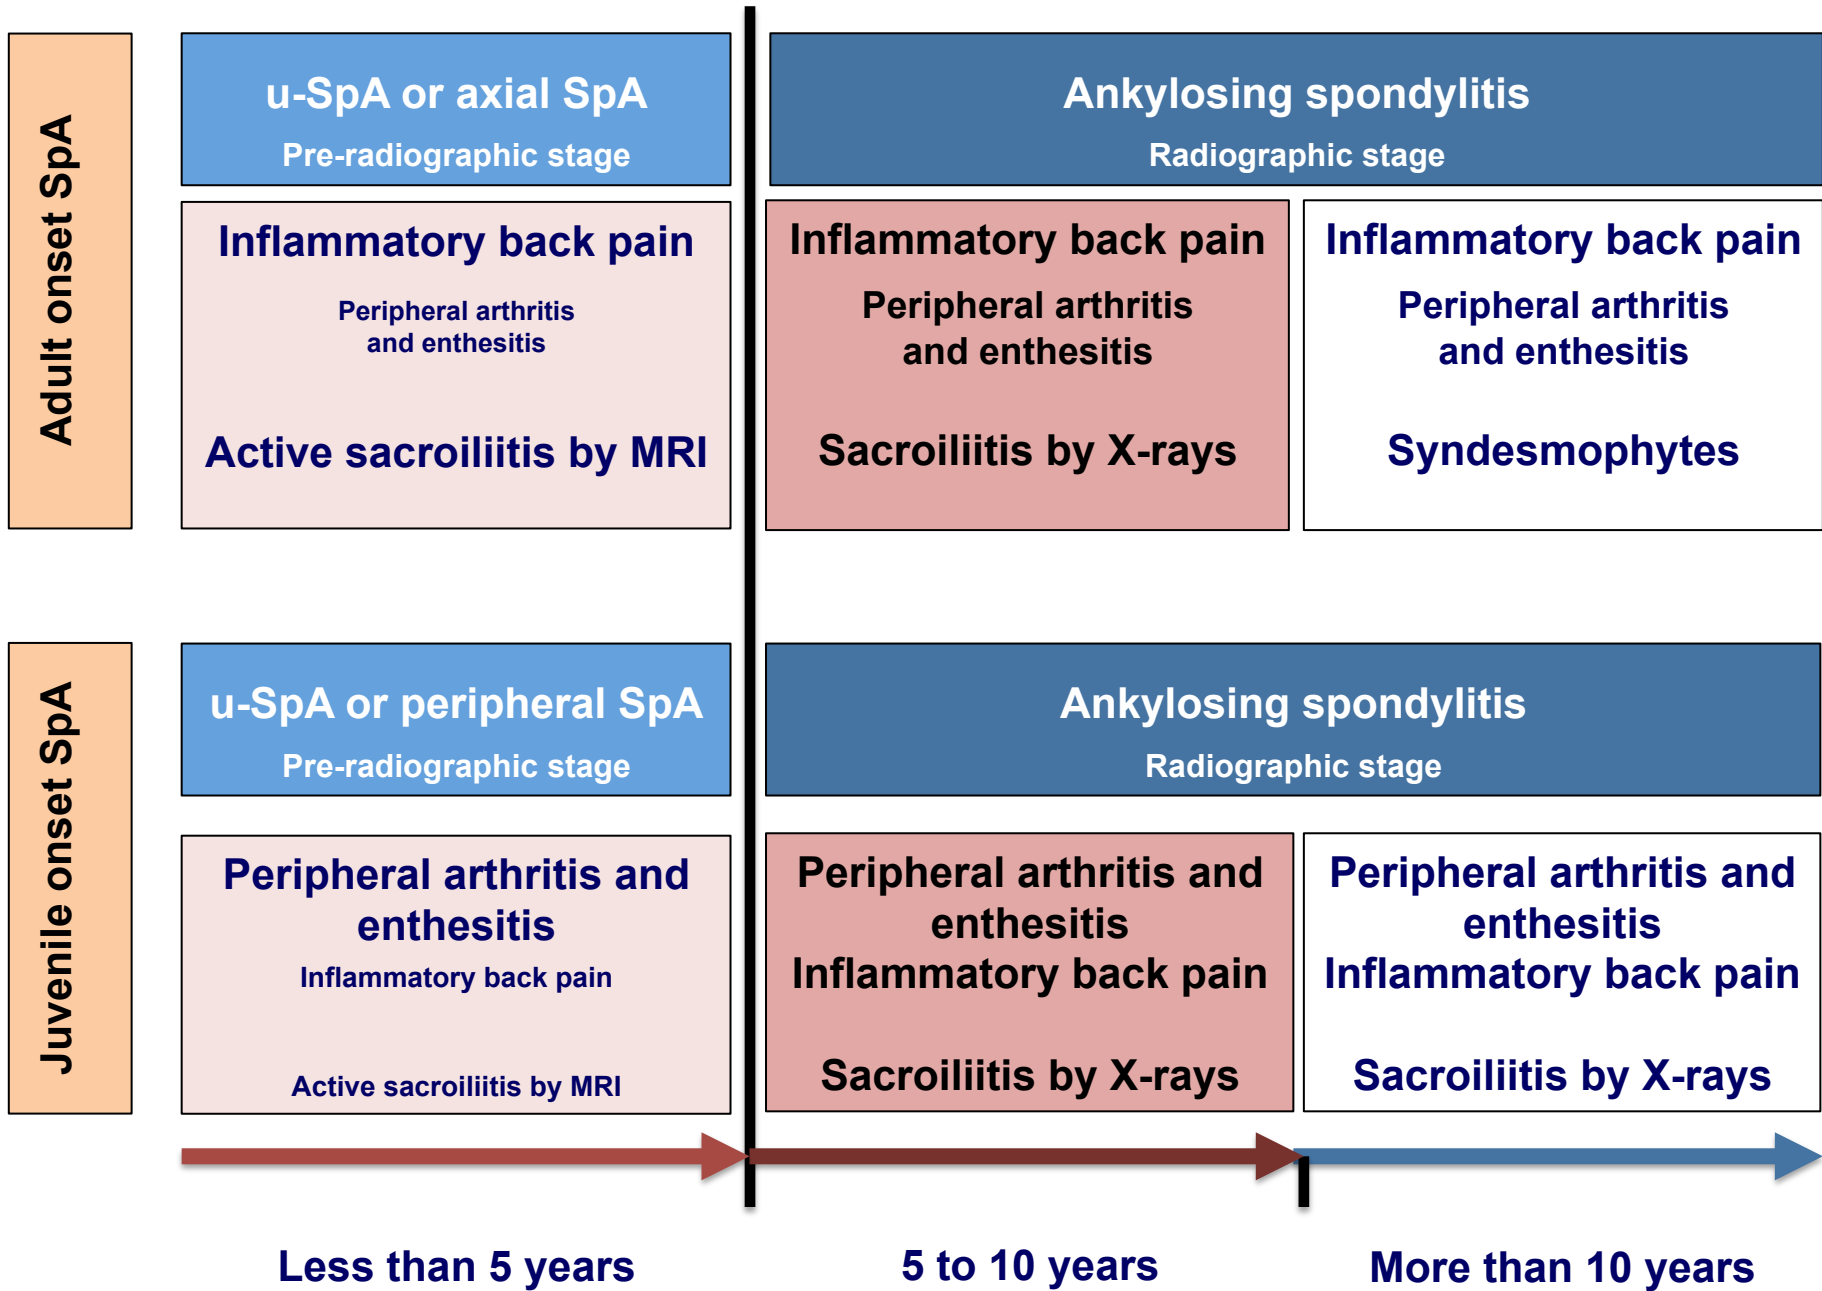 Adult onset SpA
u-SpA or axial SpA
Pre-radiographic stage
Ankylosing spondylitis
Radiographic stage
Inflammatory back pain
Peripheral arthritis
and enthesitis
Active sacroiliitis by MRI
Inflammatory back pain
Peripheral arthritis
and enthesitis
Sacroiliitis by X-rays
Inflammatory back pain
Peripheral arthritis
and enthesitis
Syndesmophytes
Juvenile onset SpA
u-SpA or peripheral SpA
Pre-radiographic stage
Ankylosing spondylitis
Radiographic stage
Peripheral arthritis and
enthesitis
Inflammatory back pain
Active sacroiliitis by MRI
Peripheral arthritis and
enthesitis
Inflammatory back pain
Sacroiliitis by X-rays
Peripheral arthritis and
enthesitis
Inflammatory back pain
Sacroiliitis by X-rays
Less than 5 years
5 to 10 years
More than 10 years